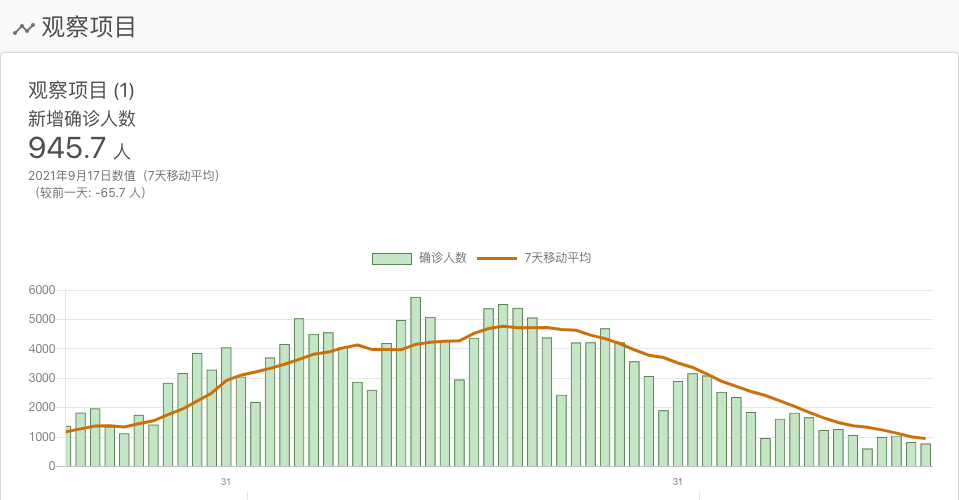 观察项目
观察项目 (1)
新增确诊人数
945.7 人
2021年9月17日数值（7天移动平均）
（较前一天: -65.7 人）
确诊人数 7天移动平均
6000
5000
4000
3000
2000
1000
0
31 31